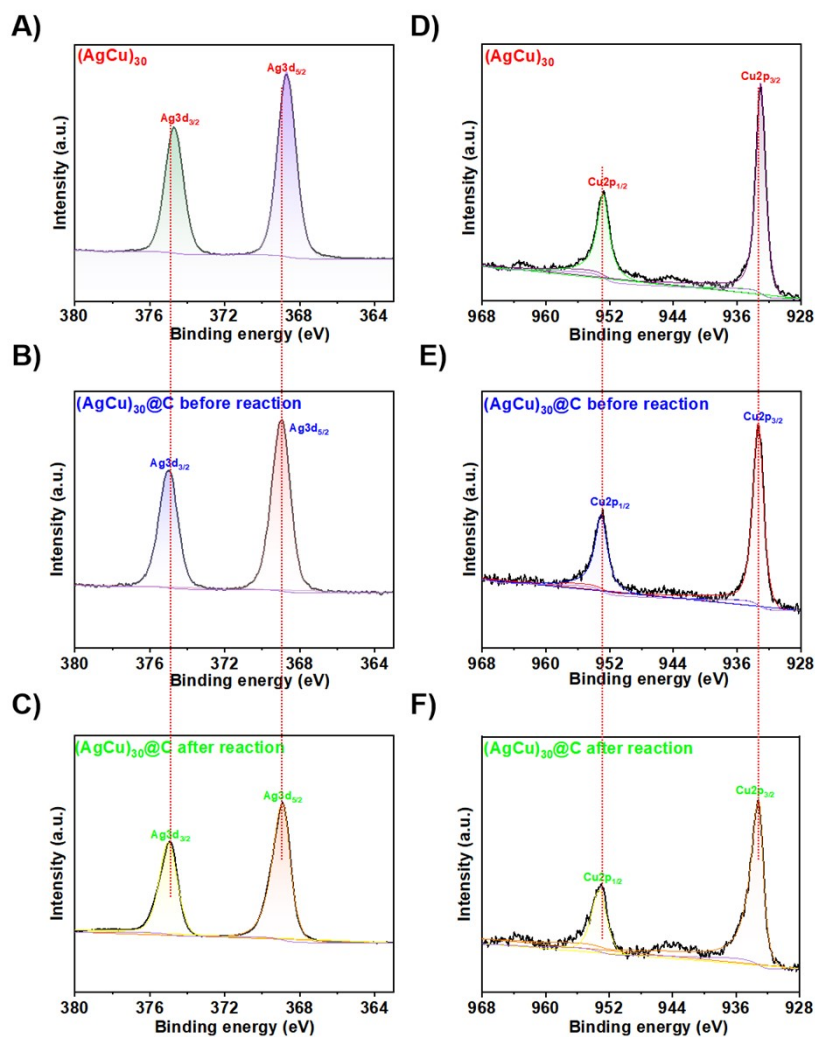 A)
(AgCu)30
Ag3d3/2
Ag3d5/2
Intensity (a.u.)
380 376 372 368 364
Binding energy (eV)
B)
(AgCu)30@C before reaction
Ag3d3/2
Ag3d5/2
Intensity (a.u.)
380 376 372 368 364
Binding energy (eV)
C)
(AgCu)30@C after reaction
Ag3d3/2
Ag3d5/2
Intensity (a.u.)
380 376 372 368 364
Binding energy (eV)
D)
(AgCu)30
Cu2p1/2
Cu2p3/2
Intensity (a.u.)
968 960 952 944 936 928
Binding energy (eV)
E)
(AgCu)30@C before reaction
Cu2p1/2
Cu2p3/2
Intensity (a.u.)
968 960 952 944 936 928
Binding energy (eV)
F)
(AgCu)30@C after reaction
Cu2p1/2
Cu2p3/2
Intensity (a.u.)
968 960 952 944 936 928
Binding energy (eV)